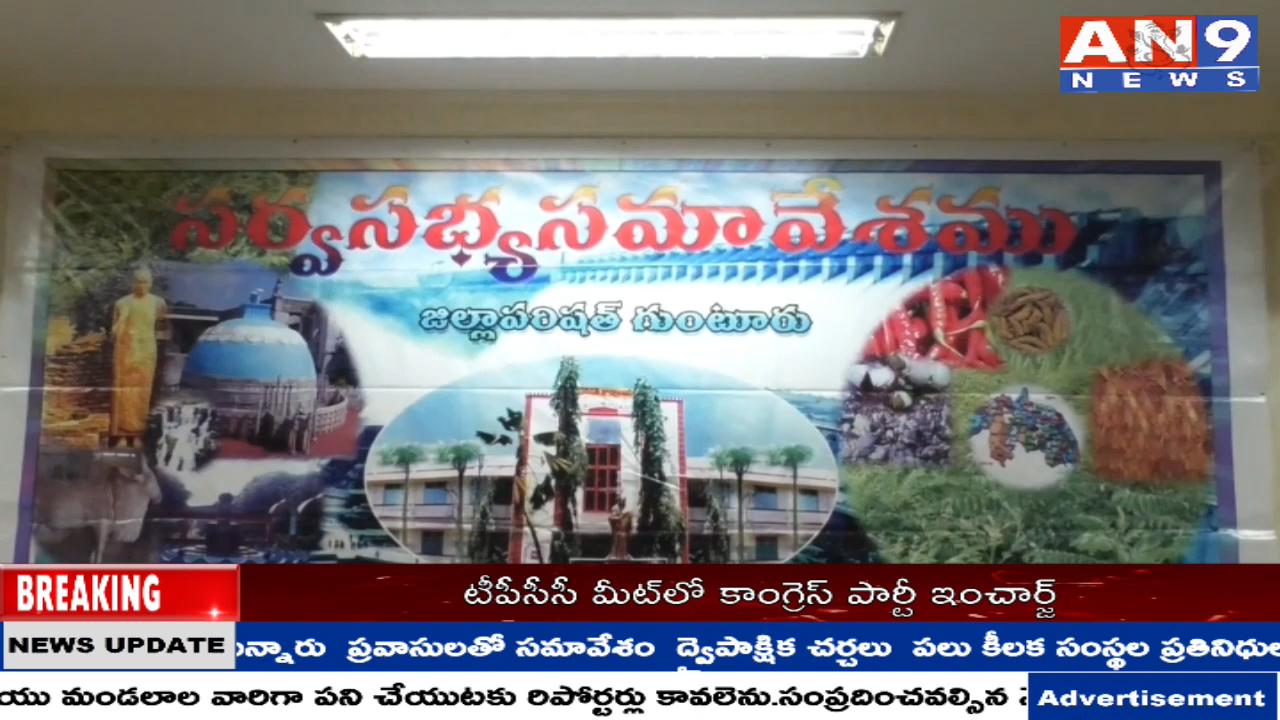 AN9
NEWS
సర్వసభ్యసమావేశము
జిల్లాపరిషత్ గుంటూరు
BREAKING
టీపీసీసీ మీట్‌లో కాంగ్రెస్ పార్టీ ఇంచార్జ్
NEWS UPDATE
ప్రవాసులతో సమావేశం ద్వైపాక్షిక చర్చలు పలు కీలక సంస్థల
మండలాల వారిగా పని చేయుటకు రిపోర్టర్లు కావలెను.సంప్రదించవల్సిన
Advertisement